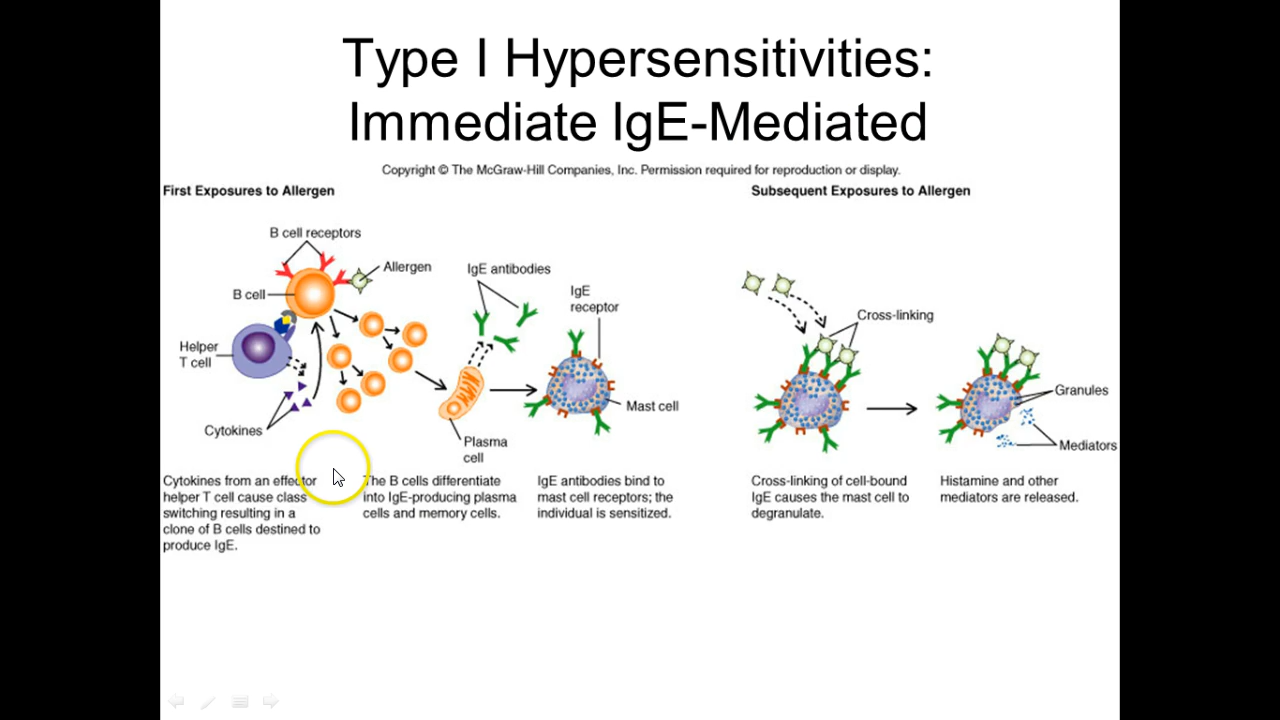 Type I Hypersensitivities:
Immediate IgE-Mediated
Copyright © The McGraw-Hill Companies, Inc. Permission required for reproduction or display.
First Exposures to Allergen
Subsequent Exposures to Allergen
B cell receptors
Allergen
B cell
Helper
T cell
Cytokines
IgE antibodies
IgE
receptor
Plasma
cell
Mast cell
Cross-linking
Granules
Mediators
Cytokines from an effector
helper T cell cause class
switching resulting in a
clone of B cells destined to
produce IgE.
The B cells differentiate
into IgE-producing plasma
cells and memory cells.
IgE antibodies bind to
mast cell receptors; the
individual is sensitized.
Cross-linking of cell-bound
IgE causes the mast cell to
degranulate.
Histamine and other
mediators are released.